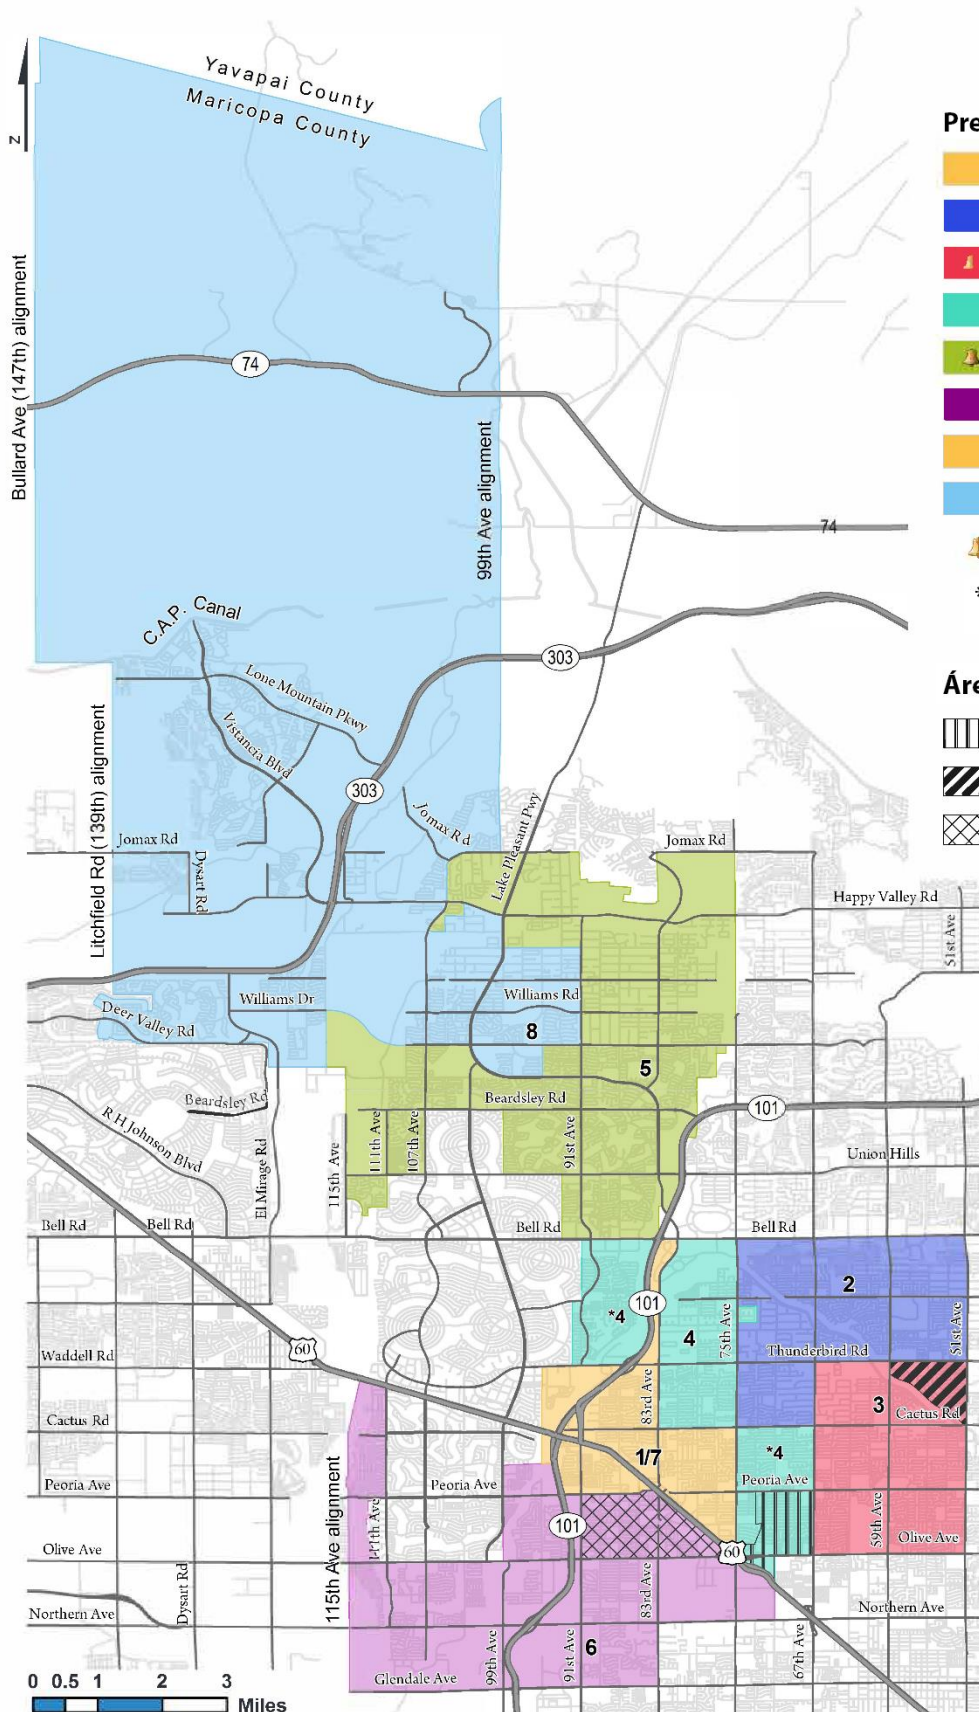 Yavapai County
Maricopa County
Z
Pre
Bullard Ave (147th) alignment
74
99th Ave alignment
74
*
C.A.P. Canal
303
Lone Mountain Pkwy
Áre
Vistancia Blvd
Litchfield Rd (139th) alignment
303
Jomax Rd
Lake Pleasant Pwy
Jomax Rd
Jomax Rd
Dysart Rd
Happy Valley Rd
51st Ave
Williams Dr
Williams Rd
Deer Valley Rd
8
5
Beardsley Rd
Beardsley Rd
101
R H Johnson Blvd
El Mirage Rd
115th Ave
111th Ave
107th Ave
91st Ave
Union Hills
Bell Rd
Bell Rd
Bell Rd
Bell Rd
2
101
*4
4
75th Ave
51st Ave
60
Waddell Rd
Thunderbird Rd
83rd Ave
3
Cactus Rd
Cactus Rd
1/7
*4
Peoria Ave
Peoria Ave
Peoria Ave
115th Ave alignment
111th Ave
101
59th Ave
Olive Ave
Olive Ave
60
Dysart Rd
83rd Ave
Northern Ave
Northern Ave
99th Ave
91st Ave
6
67th Ave
Glendale Ave
0 0.5 1 2 3
Miles